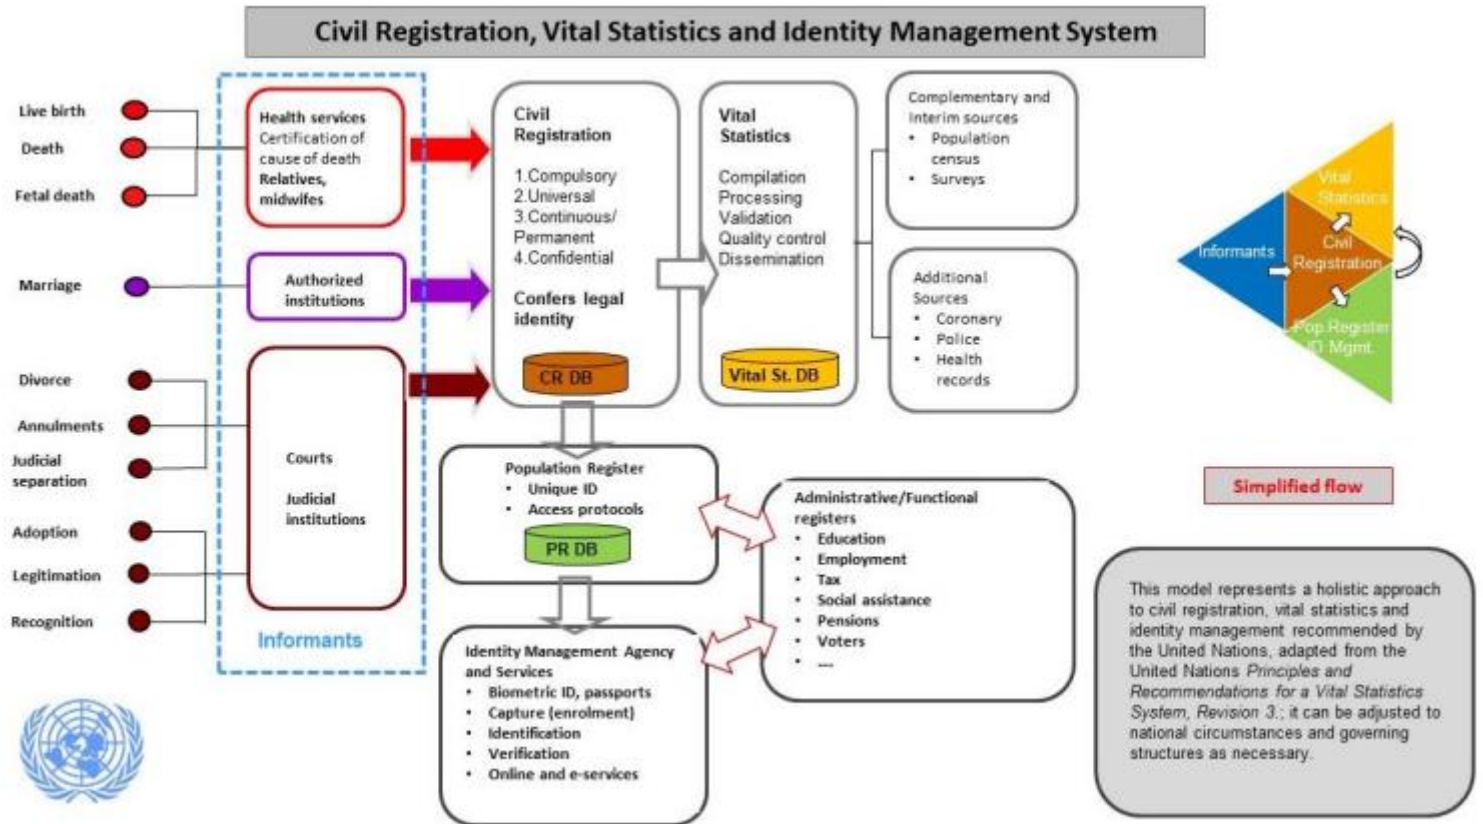 Civil Registration, Vital Statistics and Identity Management System
Live birth
Death
Fetal death
Marriage
Divorce
Annulments
Judicial
separation
Adoption
Legitimation
Recognition
Health services
Certification of
cause of death
Relatives,
midwifes
Authorized
institutions
Courts
Judicial
institutions
Informants
Civil
Registration
1.Compulsory
2.Universal
3.Continuous/
Permanent
4.Confidential
Confers legal
identity
CR DB
Vital
Statistics
Compilation
Processing
Validation
Quality control
Dissemination
Vital St. DB
Complementary and
Interim sources
• Population
census
• Surveys
Additional
Sources
• Coronary
• Police
• Health
records
Population Register
• Unique ID
• Access protocols
PR DB
Identity Management Agency
and Services
• Biometric ID, passports
• Capture (enrolment)
• Identification
• Verification
• Online and e-services
Administrative/Functional
registers
• Education
• Employment
• Tax
• Social assistance
• Pensions
• Voters
• ---
Vital
Statistics
Informants
Civil
Registration
Pop.Register
ID Mgmt.
Simplified flow
This model represents a holistic approach
to civil registration, vital statistics and
identity management recommended by
the United Nations, adapted from the
United Nations Principles and
Recommendations for a Vital Statistics
System, Revision 3.; it can be adjusted to
national circumstances and governing
structures as necessary.